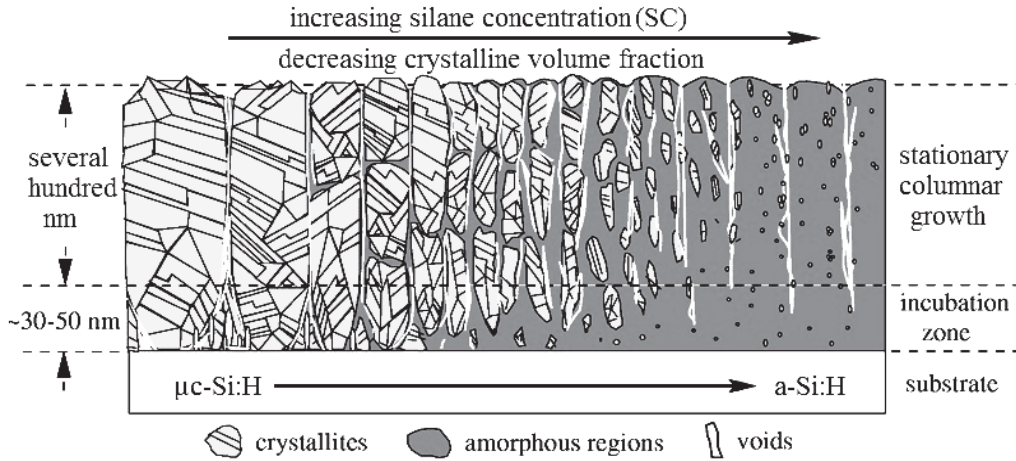 increasing silane concentration (SC)
decreasing crystalline volume fraction
several
hundred
nm
stationary
columnar
growth
~30-50 nm
incubation
zone
µc-Si:H
a-Si:H
substrate
crystallites
amorphous regions
voids